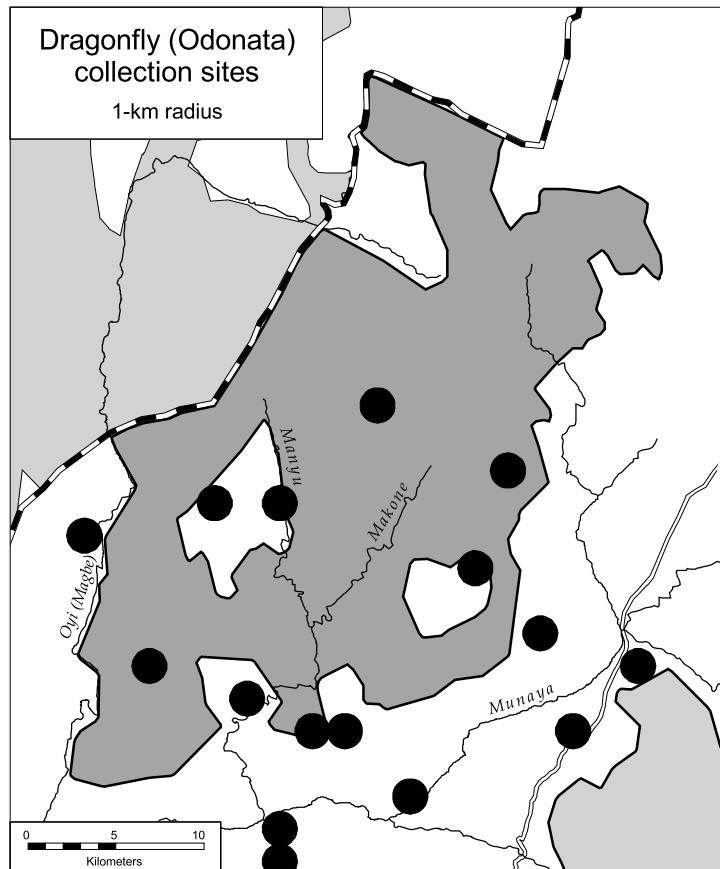 Dragonfly (Odonata)
collection sites
1-km radius
Manyu
Makone
Oyi (Magbe)
Munaya
0 5 10
Kilometers